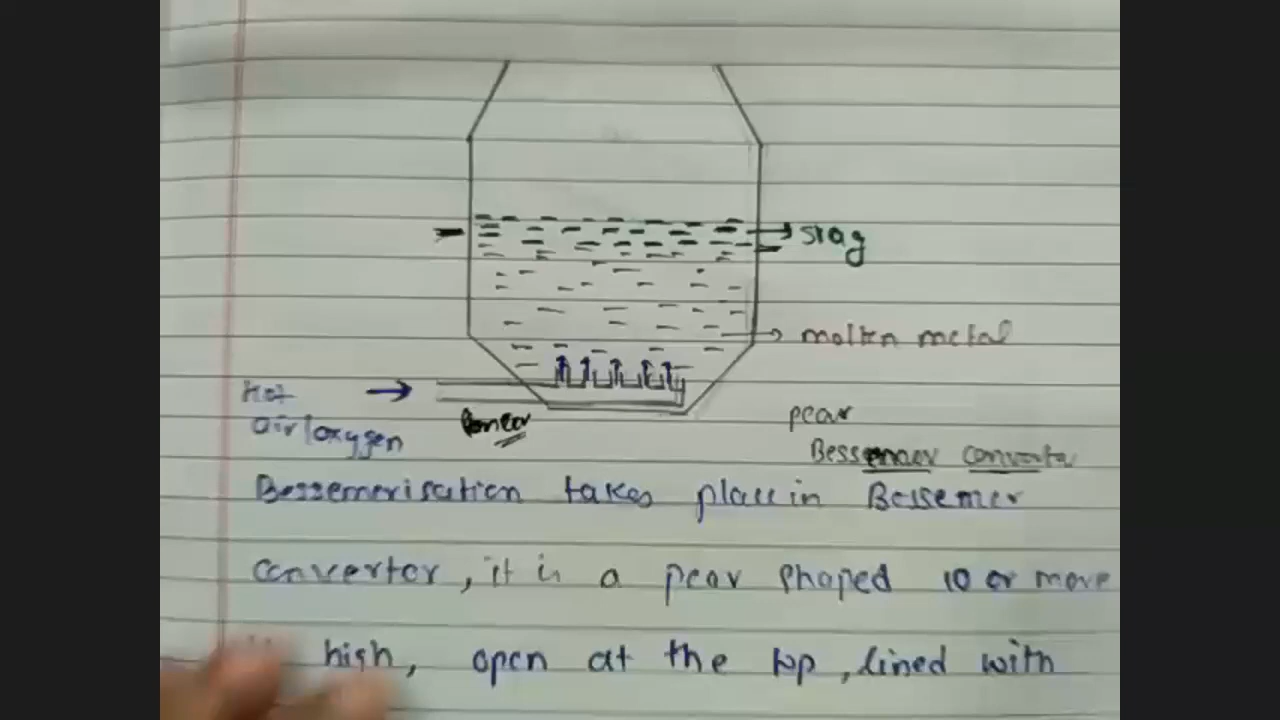 slag
molten metal
Hot
air/oxygen
pear
Bessemer converter
Bessemerisation takes place in Bessemer
convertor, it is a pear shaped 10 or more
high, open at the top, lined with